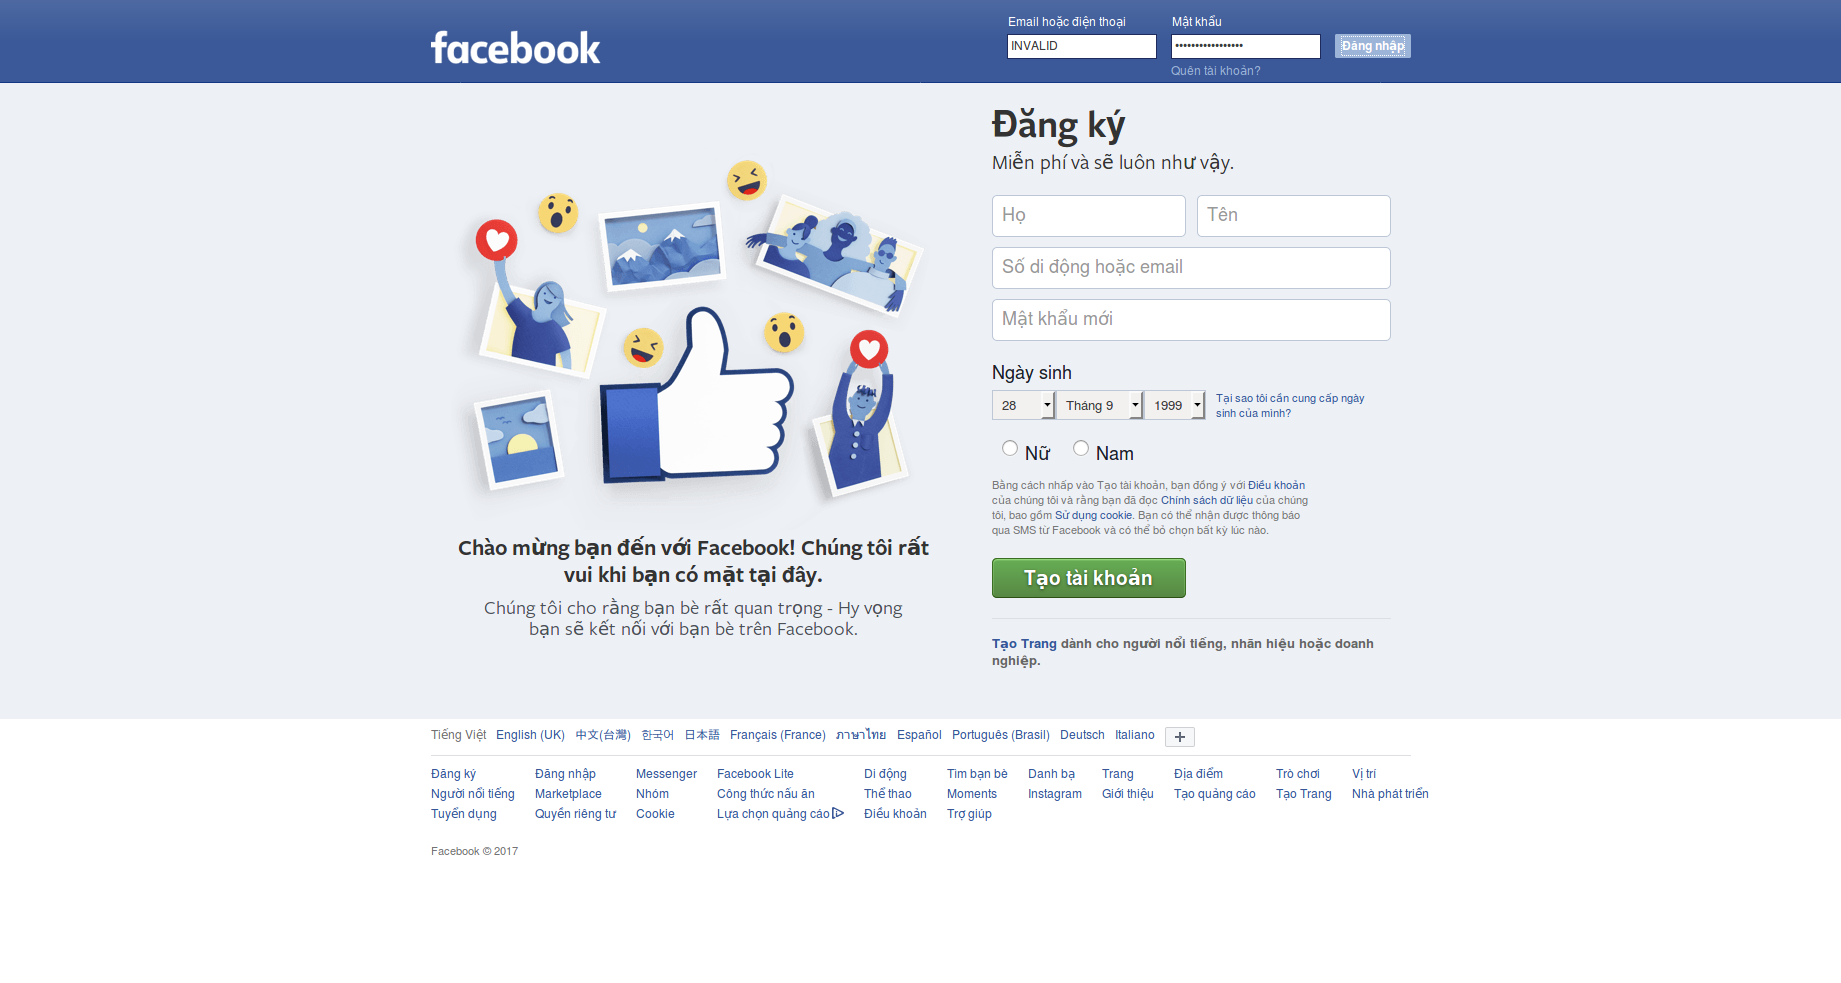 facebook
Email hoặc điện thoại
Mật khẩu
INVALID
•••••••••••••••••
Đăng nhập
Quên tài khoản?
Đăng ký
Miễn phí và sẽ luôn như vậy.
Họ
Tên
Số di động hoặc email
Mật khẩu mới
Ngày sinh
28
Tháng 9
1999
Tại sao tôi cần cung cấp ngày
sinh của mình?
Nữ
Nam
Bằng cách nhấp vào Tạo tài khoản, bạn đồng ý với Điều khoản
của chúng tôi và rằng bạn đã đọc Chính sách dữ liệu của chúng
tôi, bao gồm Sử dụng cookie. Bạn có thể nhận được thông báo
qua SMS từ Facebook và có thể bỏ chọn bất kỳ lúc nào.
Tạo tài khoản
Tạo Trang dành cho người nổi tiếng, nhãn hiệu hoặc doanh
nghiệp.
Chào mừng bạn đến với Facebook! Chúng tôi rất
vui khi bạn có mặt tại đây.
Chúng tôi cho rằng bạn bè rất quan trọng - Hy vọng
bạn sẽ kết nối với bạn bè trên Facebook.
Tiếng Việt English (UK) 中文(台灣) 한국어 日本語 Français (France) ภาษาไทย Español Português (Brasil) Deutsch Italiano +
Đăng ký Đăng nhập Messenger Facebook Lite Di động Tìm bạn bè Danh bạ Trang Địa điểm Trò chơi Vị trí
Người nổi tiếng Marketplace Nhóm Công thức nấu ăn Thể thao Moments Instagram Giới thiệu Tạo quảng cáo Tạo Trang Nhà phát triển
Tuyển dụng Quyền riêng tư Cookie Lựa chọn quảng cáo Điều khoản Trợ giúp
Facebook © 2017